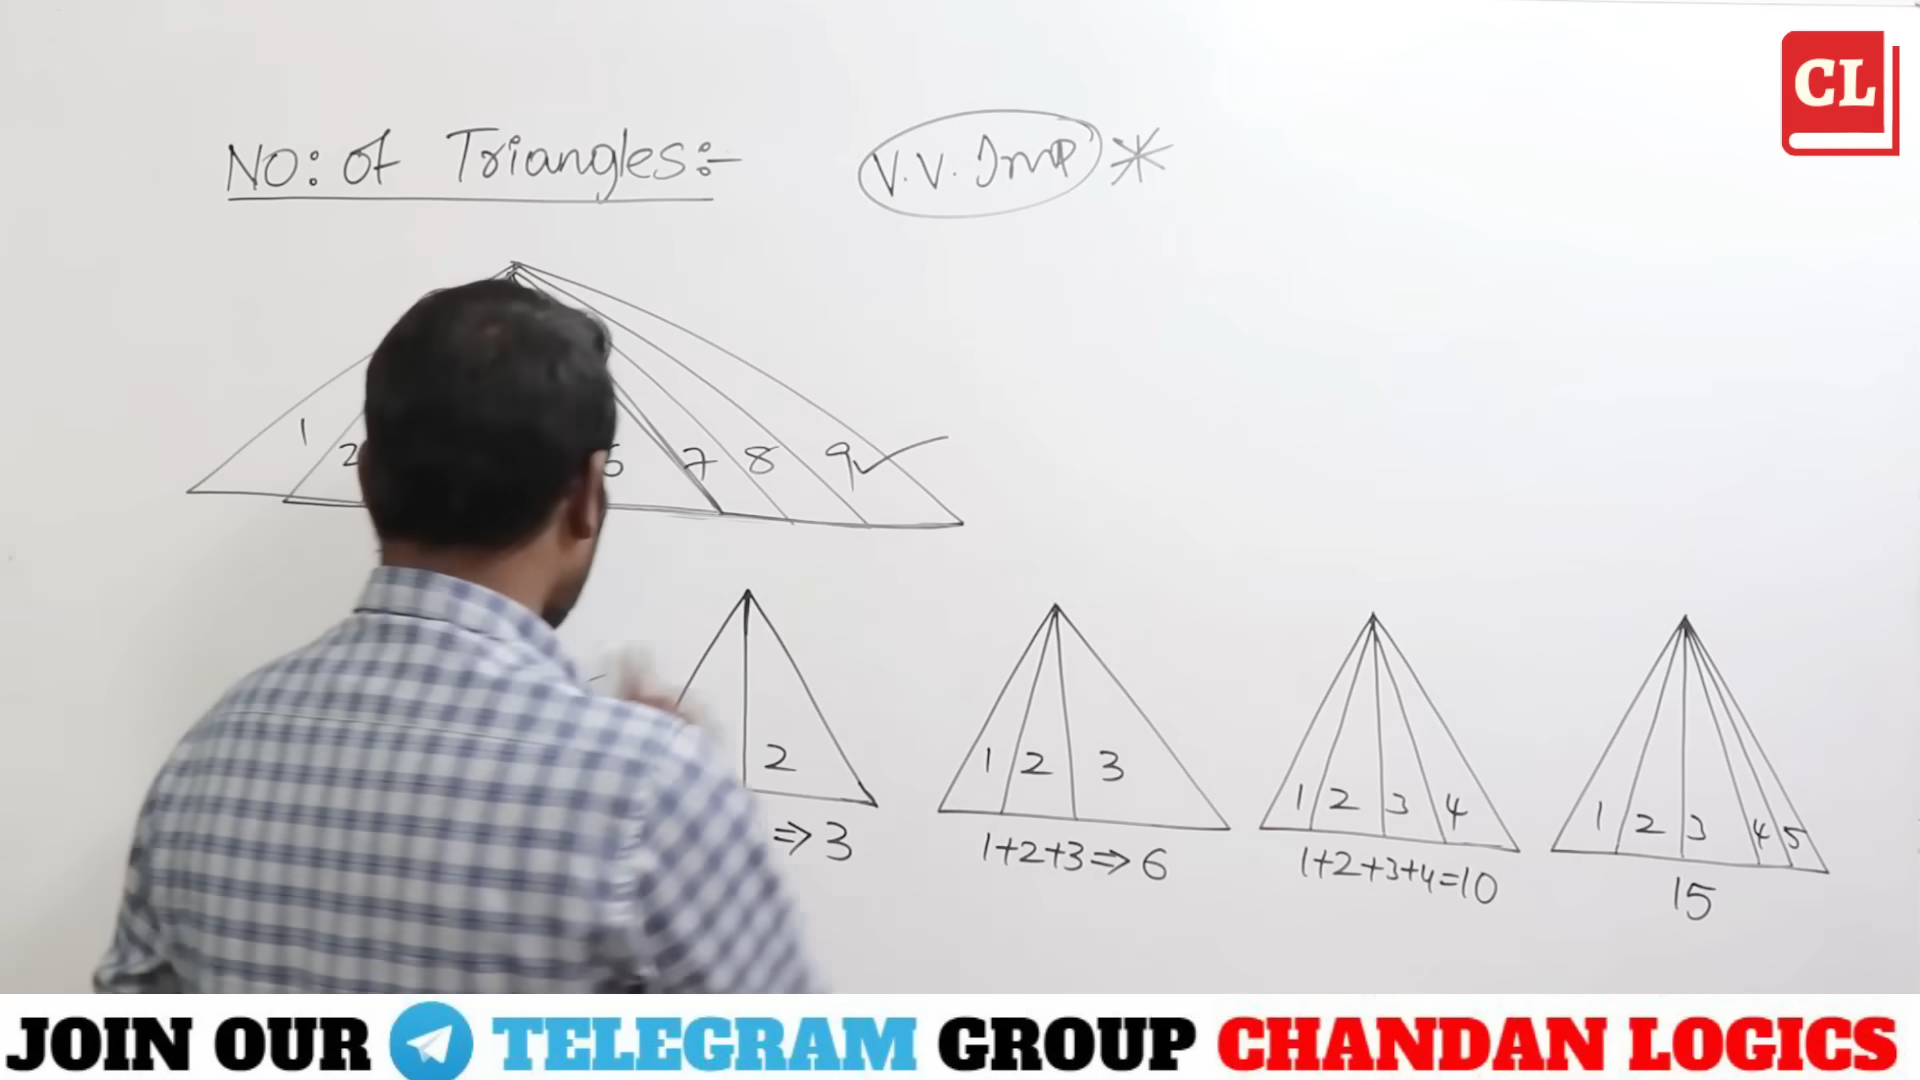 CL
NO: of Triangles:-
V.V. Imp *
1 2 6 7 8 9 ✓
2
⇒ 3
1 2 3
1+2+3 ⇒ 6
1 2 3 4
1+2+3+4=10
1 2 3 4 5
15
JOIN OUR TELEGRAM GROUP CHANDAN LOGICS